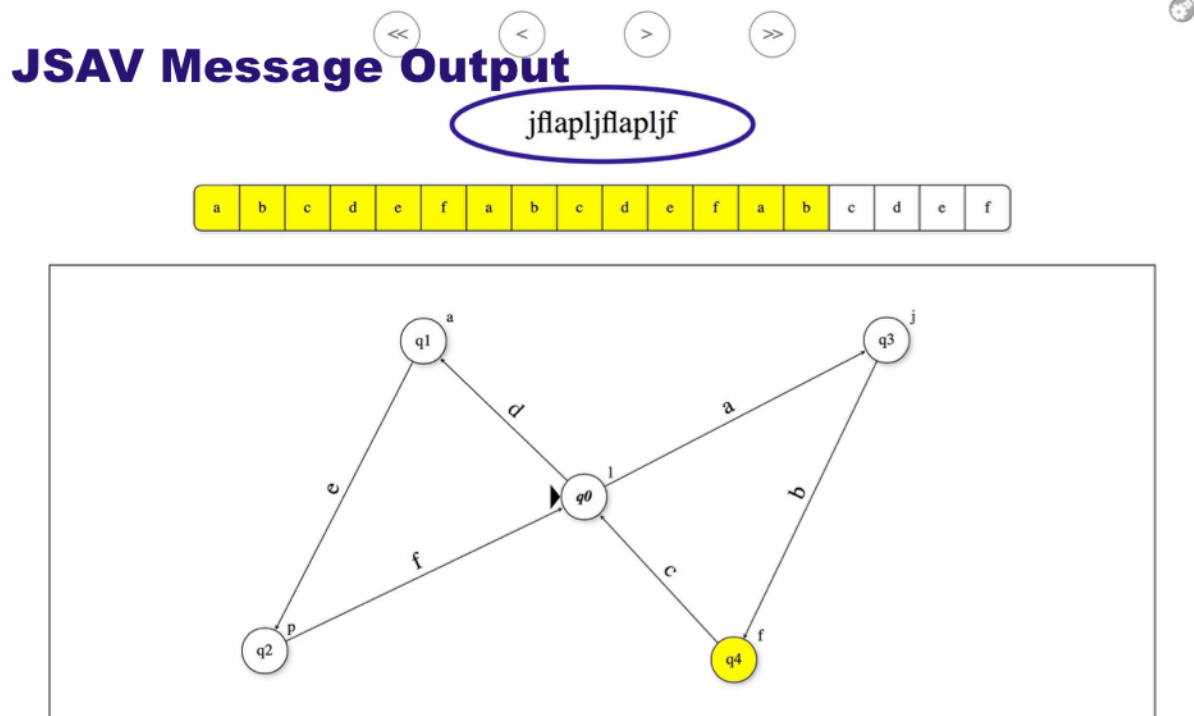 << < > >>
JSAV Message Output
jflapljflapljf
a b c d e f a b c d e f a b c d e f
a
q1
j
q3
d
a
l
q0
e
b
f
c
p
q2
f
q4